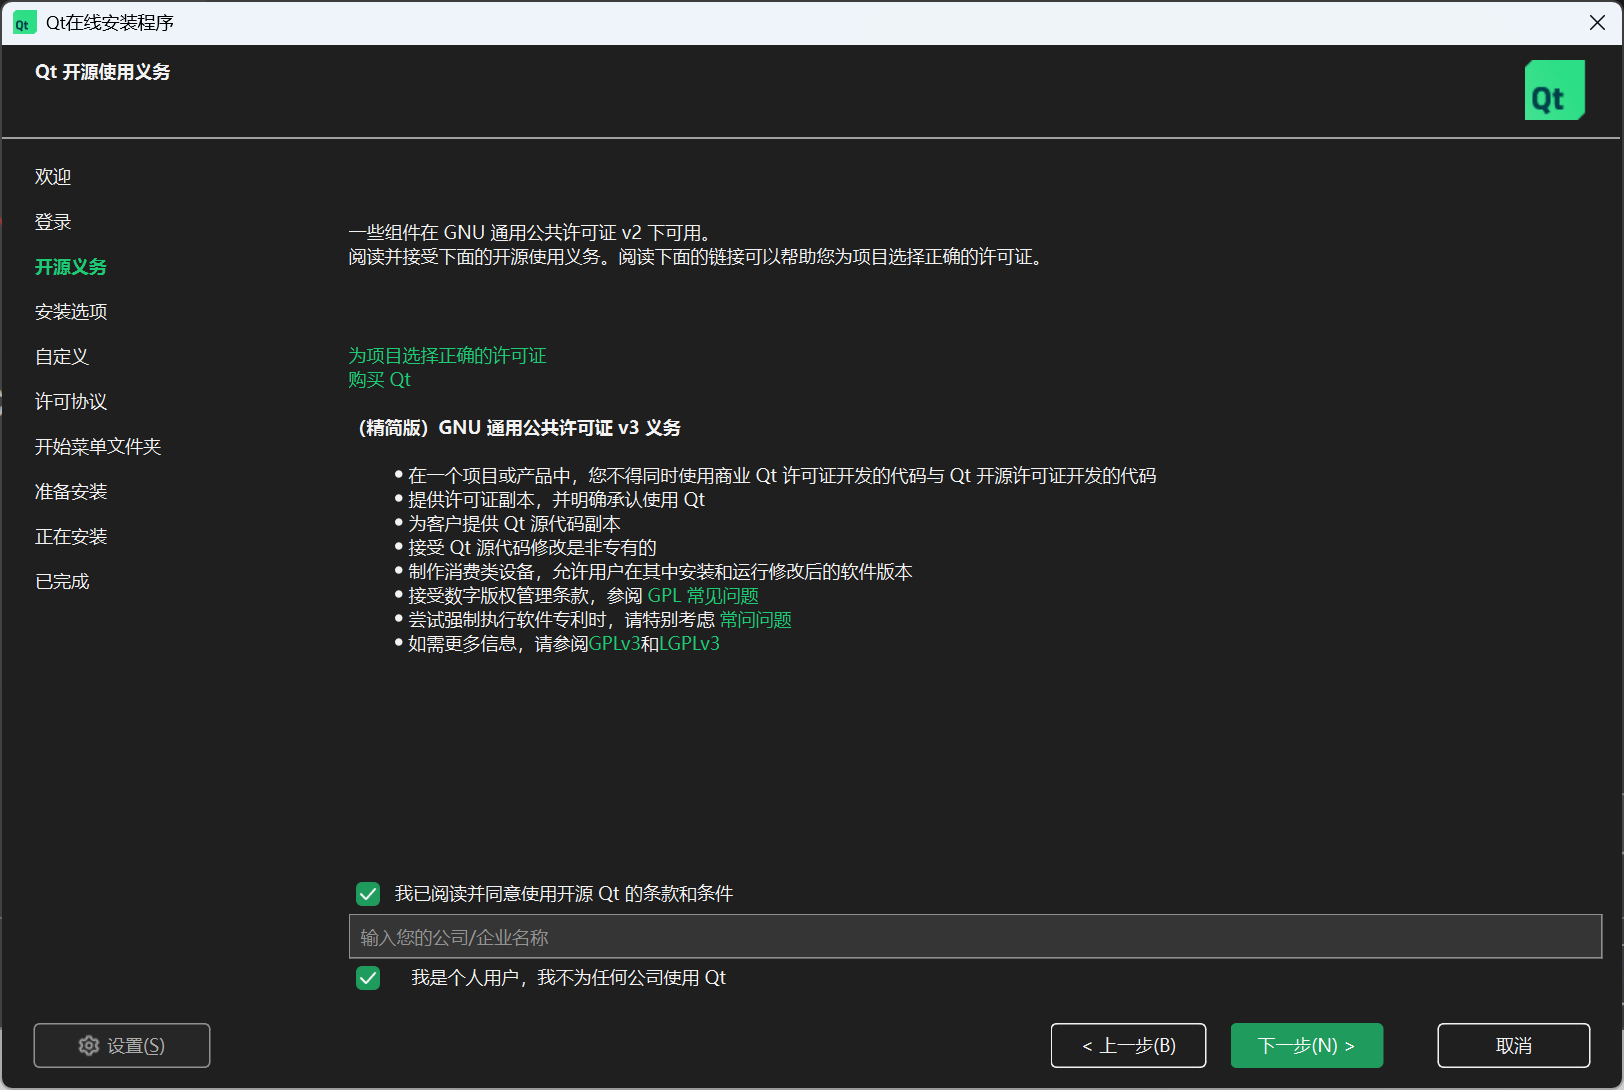 Qt在线安装程序
Qt 开源使用义务
Qt
欢迎
登录
开源义务
安装选项
自定义
许可协议
开始菜单文件夹
准备安装
正在安装
已完成
一些组件在 GNU 通用公共许可证 v2 下可用。
阅读并接受下面的开源使用义务。阅读下面的链接可以帮助您为项目选择正确的许可证。
为项目选择正确的许可证
购买 Qt
（精简版）GNU 通用公共许可证 v3 义务
• 在一个项目或产品中，您不得同时使用商业 Qt 许可证开发的代码与 Qt 开源许可证开发的代码
• 提供许可证副本，并明确承认使用 Qt
• 为客户提供 Qt 源代码副本
• 接受 Qt 源代码修改是非专有的
• 制作消费类设备，允许用户在其中安装和运行修改后的软件版本
• 接受数字版权管理条款，参阅 GPL 常见问题
• 尝试强制执行软件专利时，请特别考虑 常问问题
• 如需更多信息，请参阅GPLv3和LGPLv3
我已阅读并同意使用开源 Qt 的条款和条件
输入您的公司/企业名称
我是个人用户，我不为任何公司使用 Qt
设置(S)
< 上一步(B)
下一步(N) >
取消